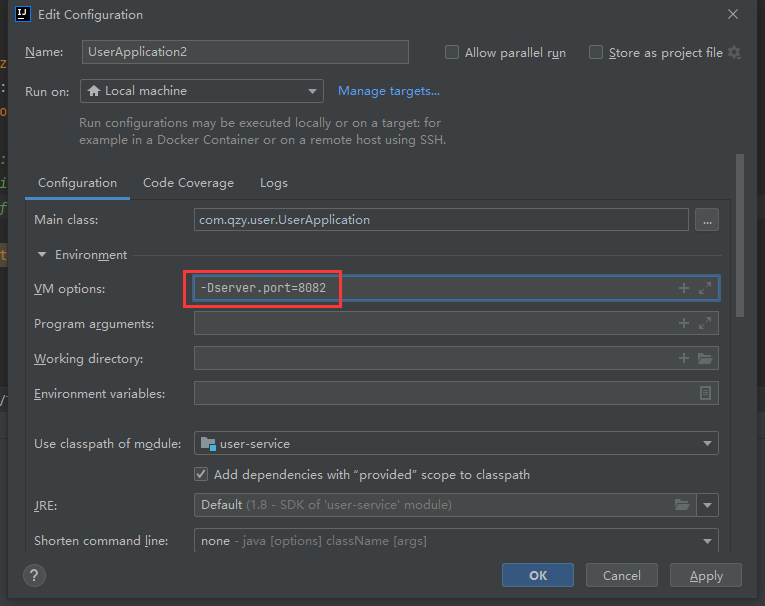 Edit Configuration
Name: UserApplication2 Allow parallel run Store as project file
Run on: Local machine Manage targets...
Run configurations may be executed locally or on a target: for
example in a Docker Container or on a remote host using SSH.
Configuration Code Coverage Logs
Main class: com.qzy.user.UserApplication ...
Environment
VM options: -Dserver.port=8082
Program arguments:
Working directory:
Environment variables:
Use classpath of module: user-service
Add dependencies with “provided” scope to classpath
JRE: Default (1.8 - SDK of 'user-service' module)
Shorten command line: none - java [options] className [args]
? OK Cancel Apply